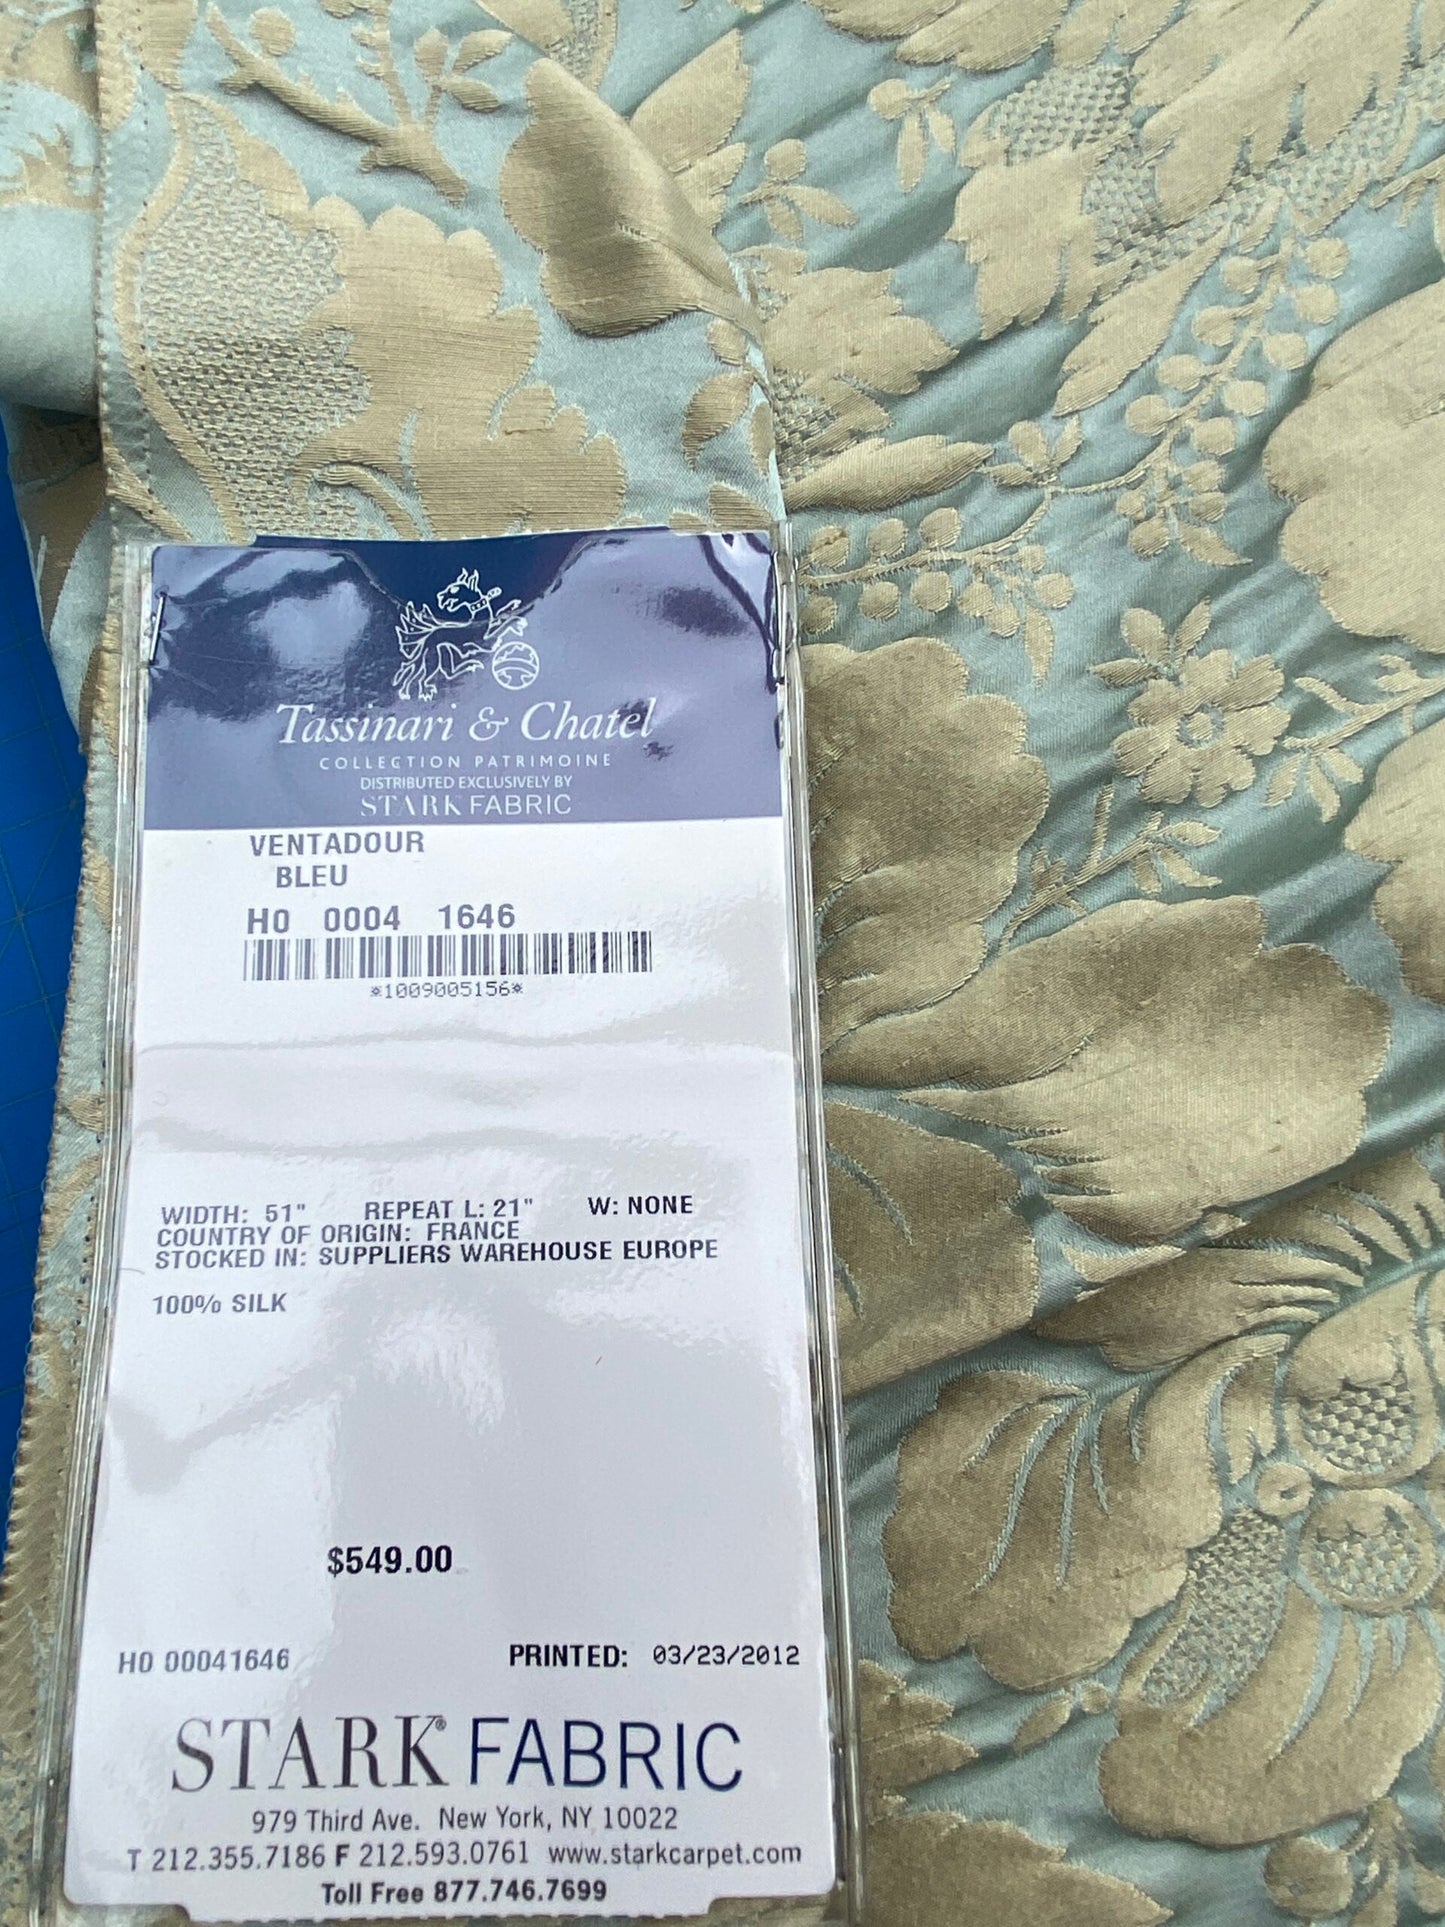 Tassinari & Chatel
COLLECTION PATRIMOINE
DISTRIBUTED EXCLUSIVELY BY
STARK FABRIC
VENTADOUR
BLEU
H0 0004 1646
*1009005156*
WIDTH: 51" REPEAT L: 21" W: NONE
COUNTRY OF ORIGIN: FRANCE
STOCKED IN: SUPPLIERS WAREHOUSE EUROPE
100% SILK
$549.00
H0 00041646 PRINTED: 03/23/2012
STARK® FABRIC
979 Third Ave. New York, NY 10022
T 212.355.7186 F 212.593.0761 www.starkcarpet.com
Toll Free 877.746.7699